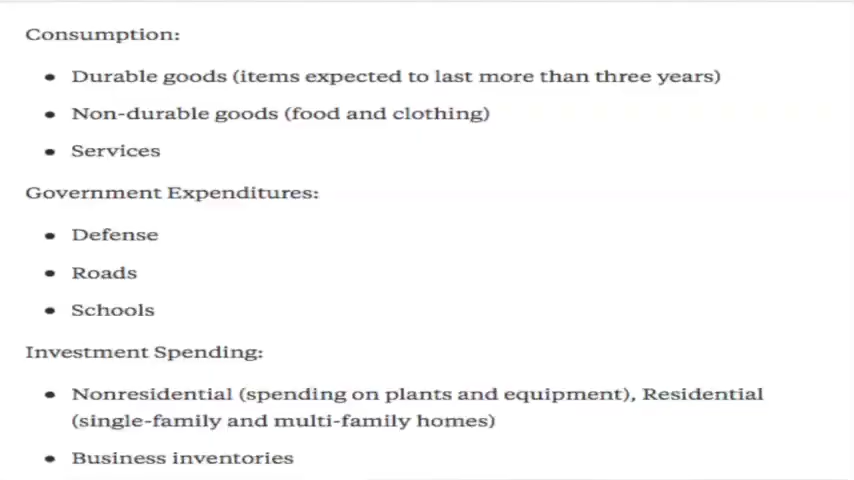 Consumption:
• Durable goods (items expected to last more than three years)
• Non-durable goods (food and clothing)
• Services
Government Expenditures:
• Defense
• Roads
• Schools
Investment Spending:
• Nonresidential (spending on plants and equipment), Residential
(single-family and multi-family homes)
• Business inventories